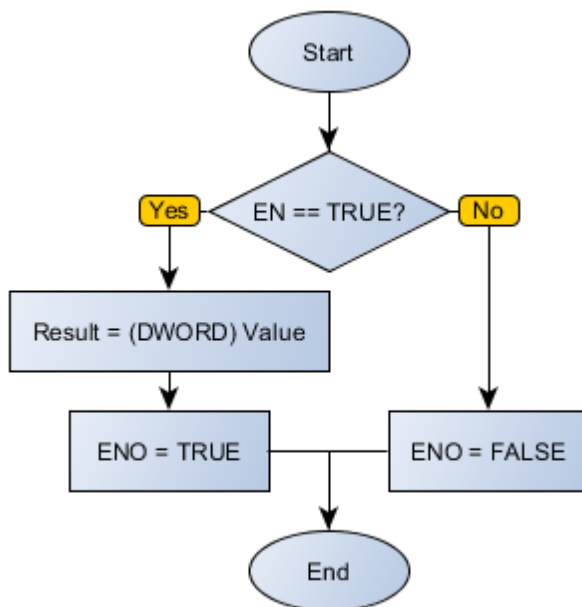 Start
EN == TRUE?
Yes
No
Result = (DWORD) Value
ENO = TRUE
ENO = FALSE
End